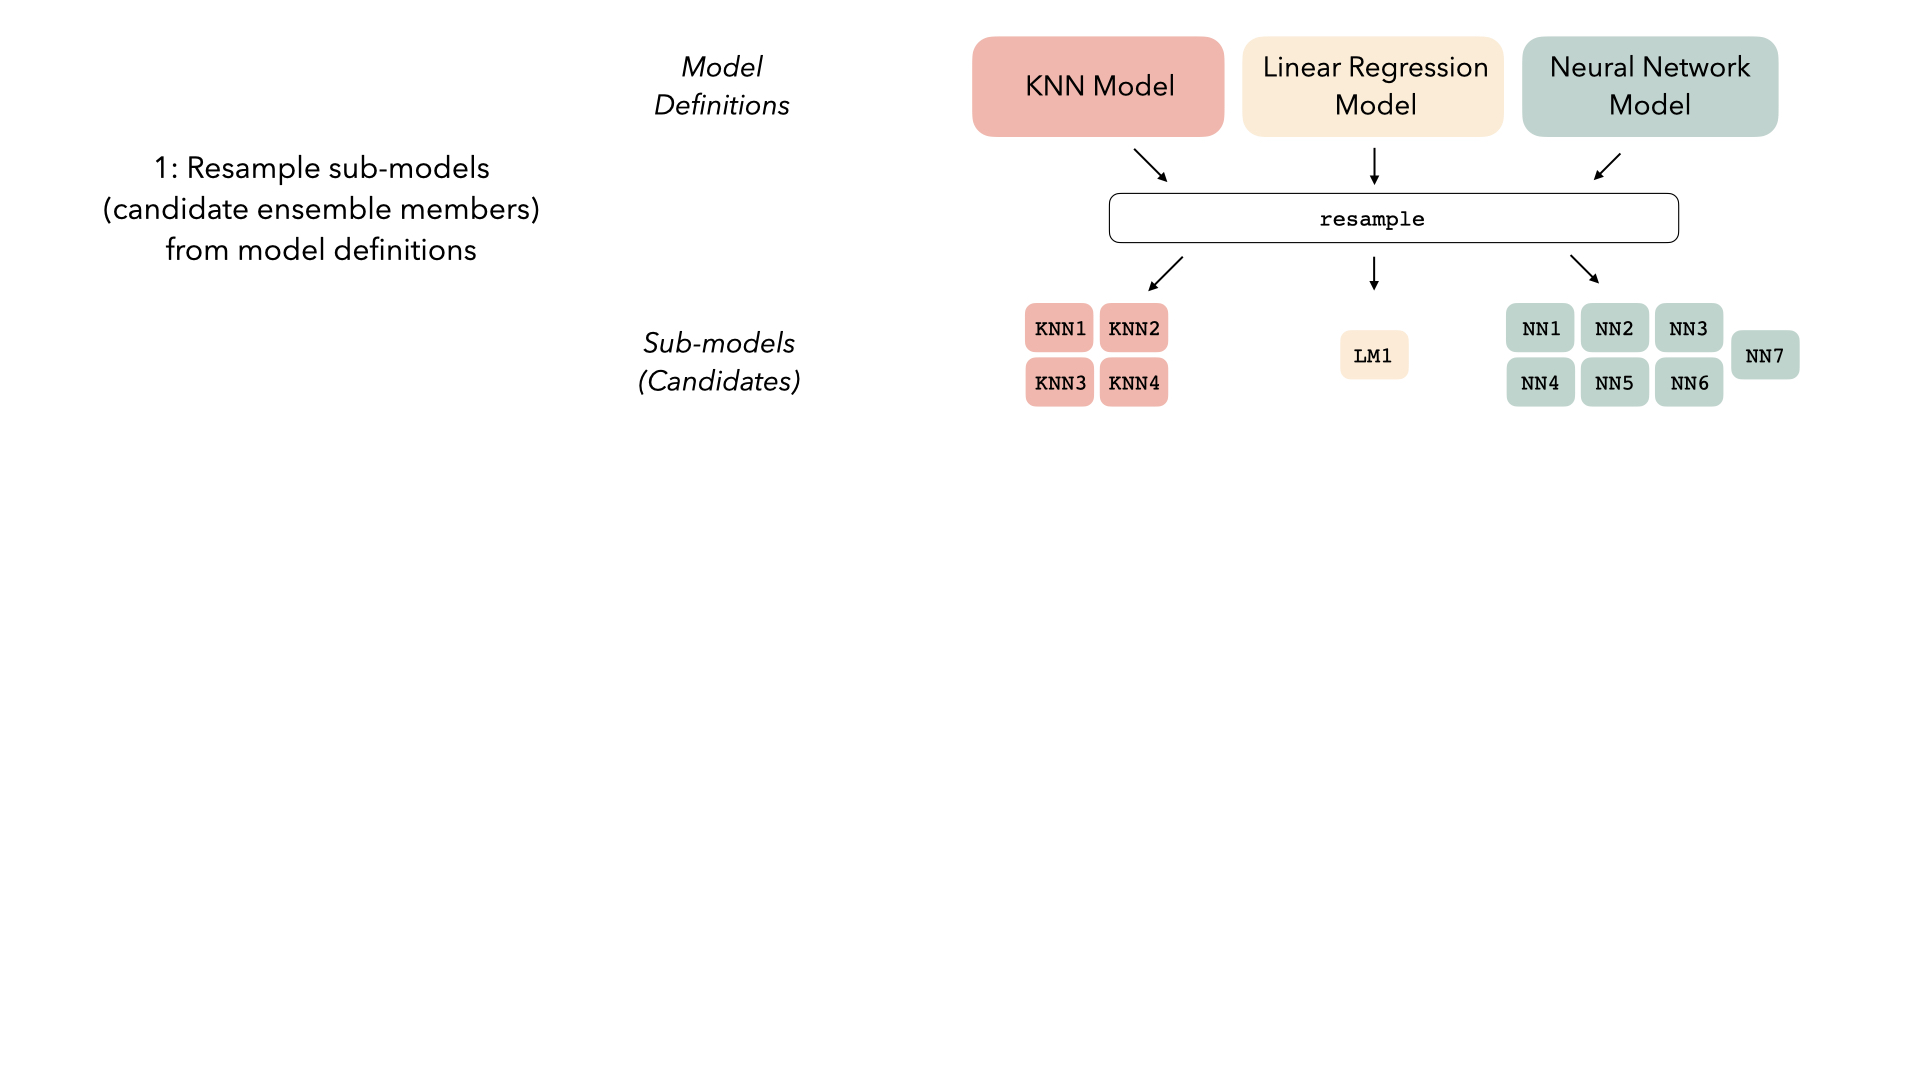 Model
Definitions
KNN Model
Linear Regression
Model
Neural Network
Model
1: Resample sub-models
(candidate ensemble members)
from model definitions
resample
Sub-models
(Candidates)
KNN1 KNN2
KNN3 KNN4
LM1
NN1 NN2 NN3
NN4 NN5 NN6
NN7